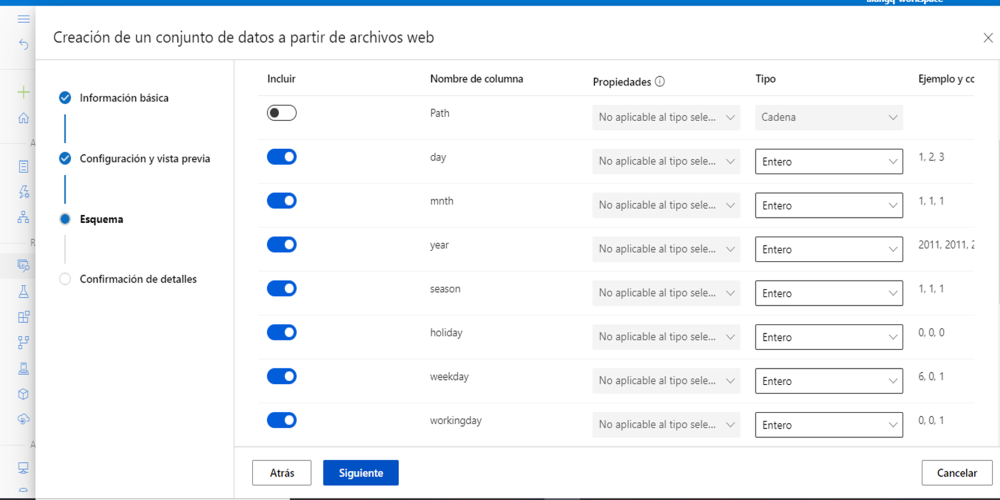 Creación de un conjunto de datos a partir de archivos web
Información básica
Configuración y vista previa
Esquema
Confirmación de detalles
Incluir Nombre de columna Propiedades Tipo Ejemplo y co
Path No aplicable al tipo sele... Cadena
day No aplicable al tipo sele... Entero 1, 2, 3
mnth No aplicable al tipo sele... Entero 1, 1, 1
year No aplicable al tipo sele... Entero 2011, 2011, 2
season No aplicable al tipo sele... Entero 1, 1, 1
holiday No aplicable al tipo sele... Entero 0, 0, 0
weekday No aplicable al tipo sele... Entero 6, 0, 1
workingday No aplicable al tipo sele... Entero 0, 0, 1
Atrás Siguiente Cancelar